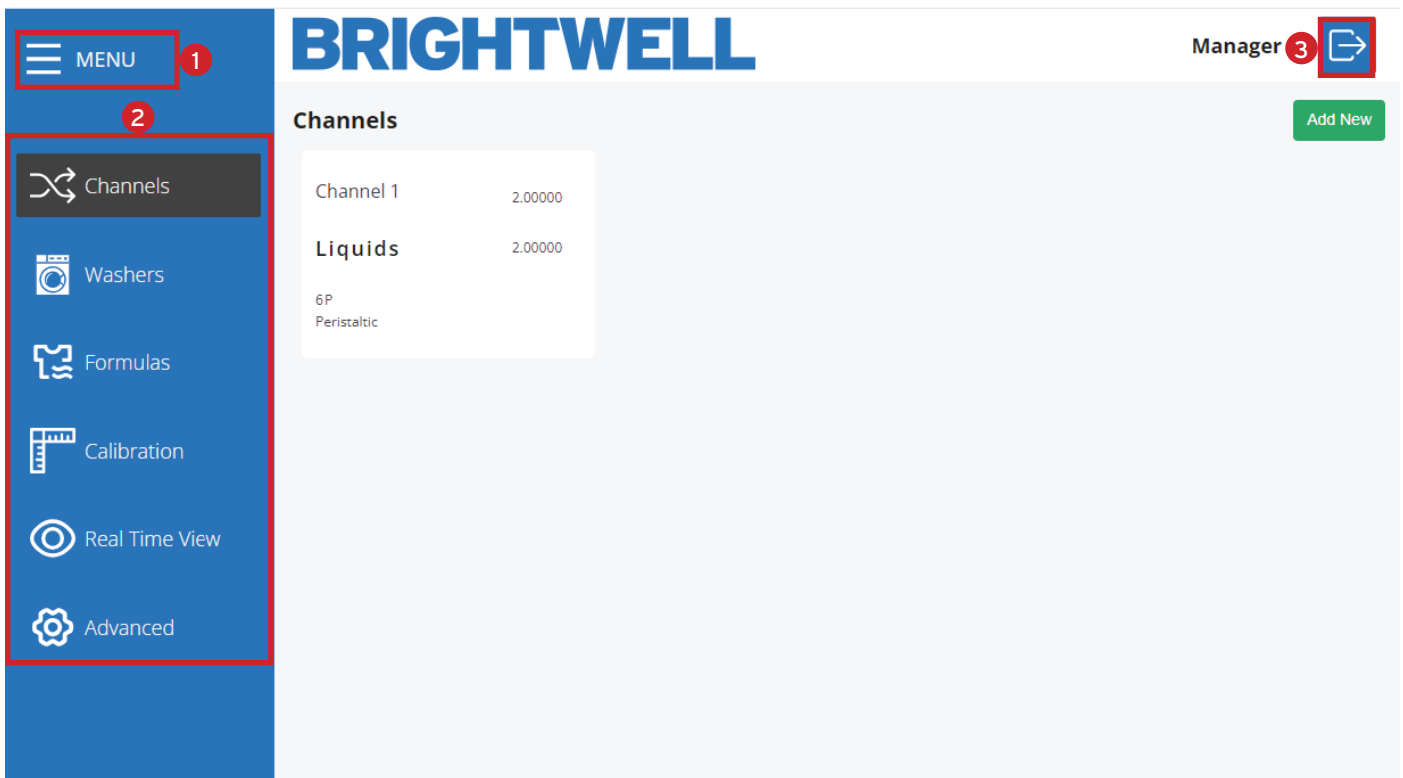 MENU
1
BRIGHTWELL
Manager
3
2
Channels
Washers
Formulas
Calibration
Real Time View
Advanced
Channels
Add New
Channel 1
2.00000
Liquids
2.00000
6P
Peristaltic